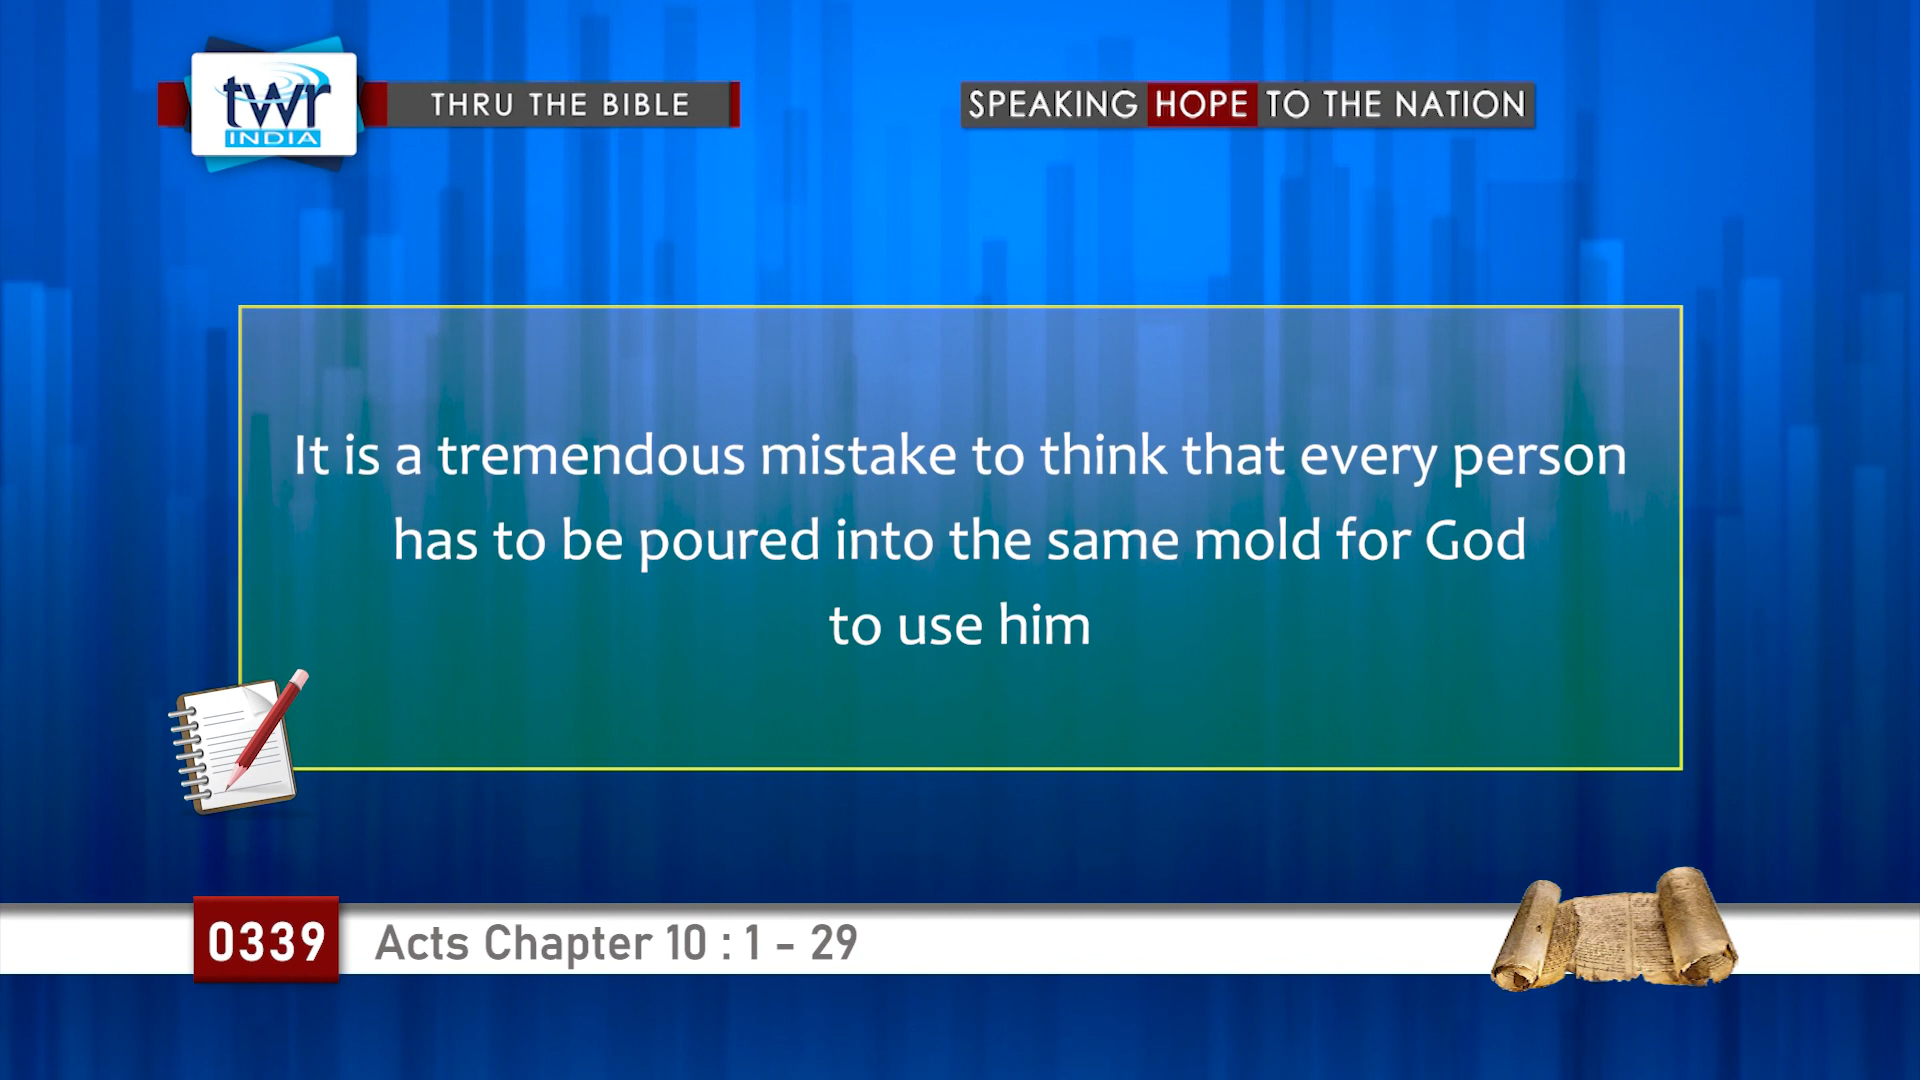 twr
INDIA
THRU THE BIBLE
SPEAKING HOPE TO THE NATION
It is a tremendous mistake to think that every person
has to be poured into the same mold for God
to use him
0339
Acts Chapter 10 : 1 - 29